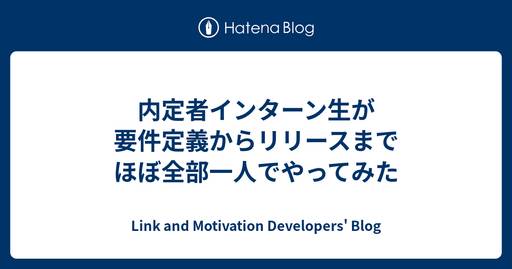 Hatena Blog
内定者インターン生が
要件定義からリリースまで
ほぼ全部一人でやってみた
Link and Motivation Developers' Blog